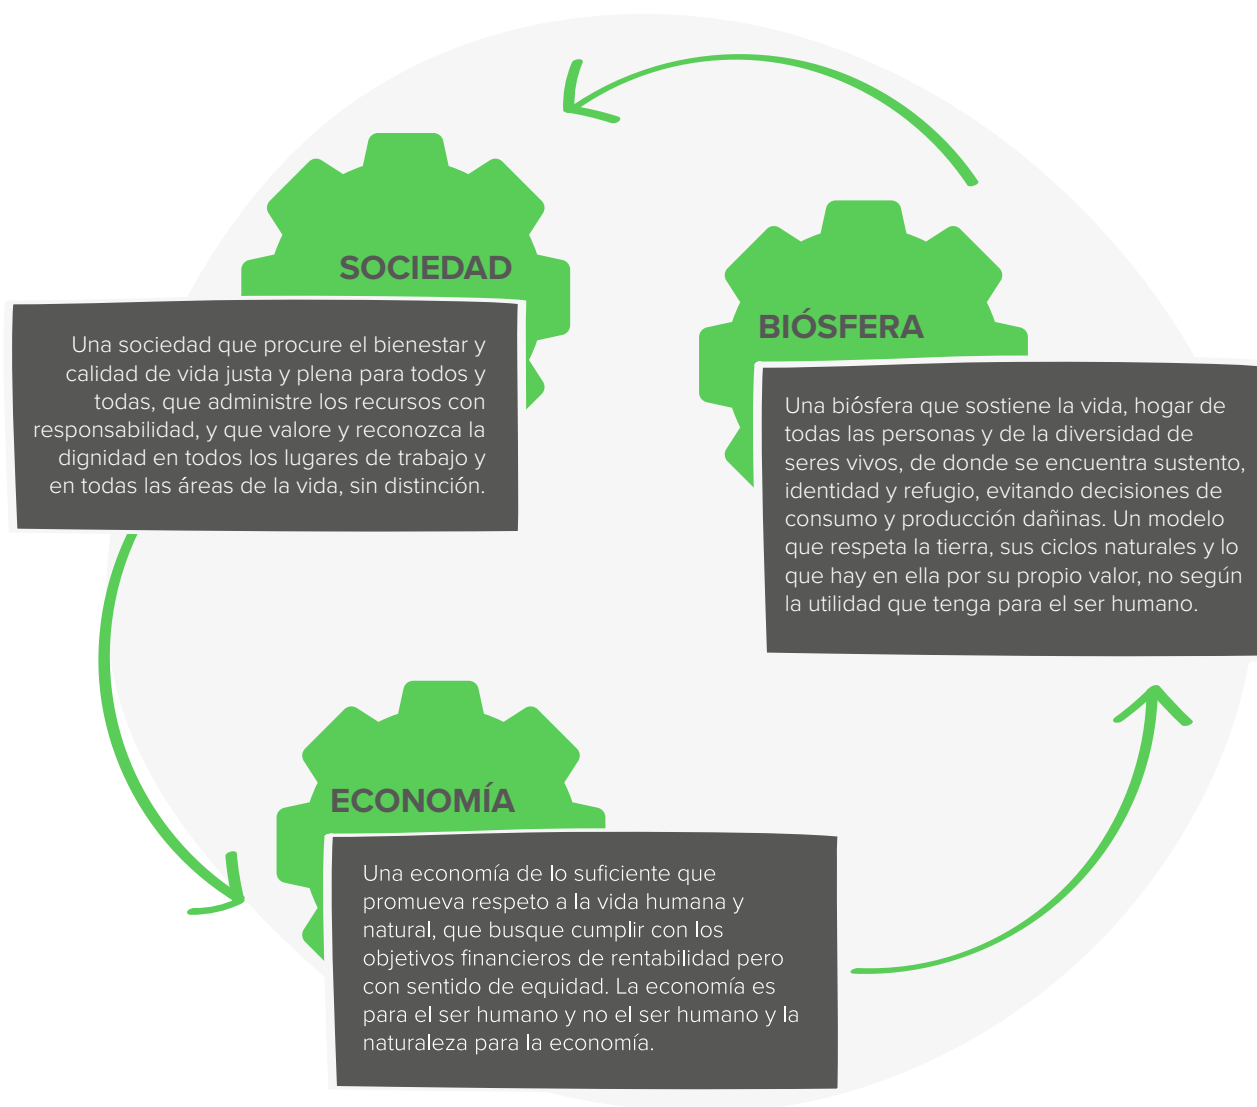 SOCIEDAD
Una sociedad que procure el bienestar y
calidad de vida justa y plena para todos y
todas, que administre los recursos con
responsabilidad, y que valore y reconozca la
dignidad en todos los lugares de trabajo y
en todas las áreas de la vida, sin distinción.
BIÓSFERA
Una biósfera que sostiene la vida, hogar de
todas las personas y de la diversidad de
seres vivos, de donde se encuentra sustento,
identidad y refugio, evitando decisiones de
consumo y producción dañinas. Un modelo
que respeta la tierra, sus ciclos naturales y lo
que hay en ella por su propio valor, no según
la utilidad que tenga para el ser humano.
ECONOMÍA
Una economía de lo suficiente que
promueva respeto a la vida humana y
natural, que busque cumplir con los
objetivos financieros de rentabilidad pero
con sentido de equidad. La economía es
para el ser humano y no el ser humano y la
naturaleza para la economía.